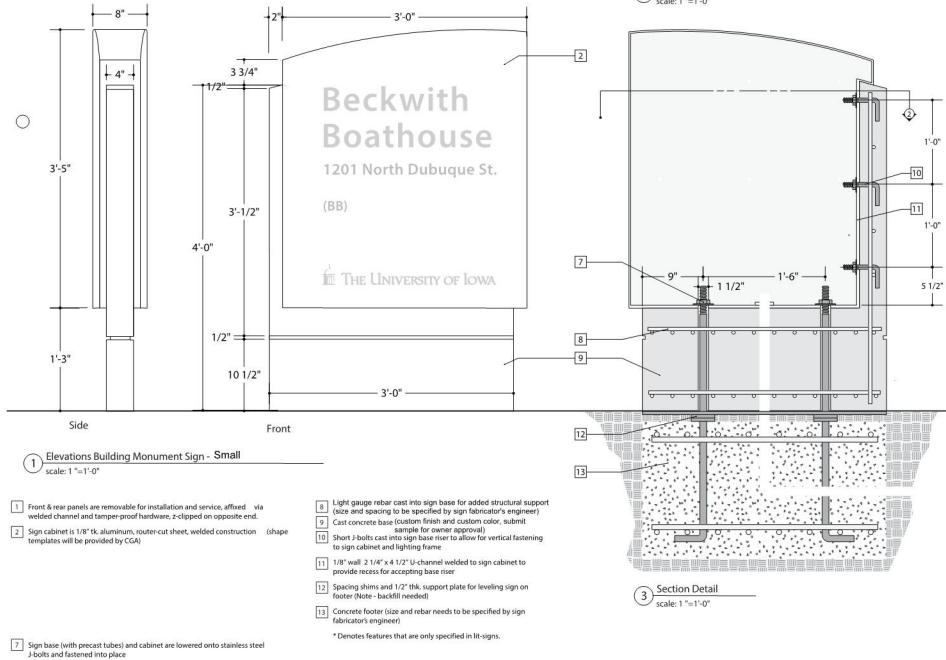 scale: 1 "=1'-0"
8"
4"
3'-5"
1'-3"
Side
2"
3'-0"
3 3/4"
1/2"
4'-0"
3'-1/2"
1/2"
10 1/2"
3'-0"
Front
Beckwith
Boathouse
1201 North Dubuque St.
(BB)
THE UNIVERSITY OF IOWA
2
7
8
9
12
13
9"
1 1/2"
1'-6"
2
1'-0"
10
11
1'-0"
5 1/2"
1 Elevations Building Monument Sign - Small
scale: 1 "=1'-0"
1 Front & rear panels are removable for installation and service, affixed via
welded channel and tamper-proof hardware, z-clipped on opposite end.
2 Sign cabinet is 1/8" tk. aluminum, router-cut sheet, welded construction (shape
templates will be provided by CGA)
7 Sign base (with precast tubes) and cabinet are lowered onto stainless steel
J-bolts and fastened into place
8 Light gauge rebar cast into sign base for added structural support
(size and spacing to be specified by sign fabricator's engineer)
9 Cast concrete base (custom finish and custom color, submit
sample for owner approval)
10 Short J-bolts cast into sign base riser to allow for vertical fastening
to sign cabinet and lighting frame
11 1/8" wall 2 1/4" x 4 1/2" U-channel welded to sign cabinet to
provide recess for accepting base riser
12 Spacing shims and 1/2" thk. support plate for leveling sign on
footer (Note - backfill needed)
13 Concrete footer (size and rebar needs to be specified by sign
fabricator's engineer)
* Denotes features that are only specified in lit-signs.
3 Section Detail
scale: 1 "=1'-0"